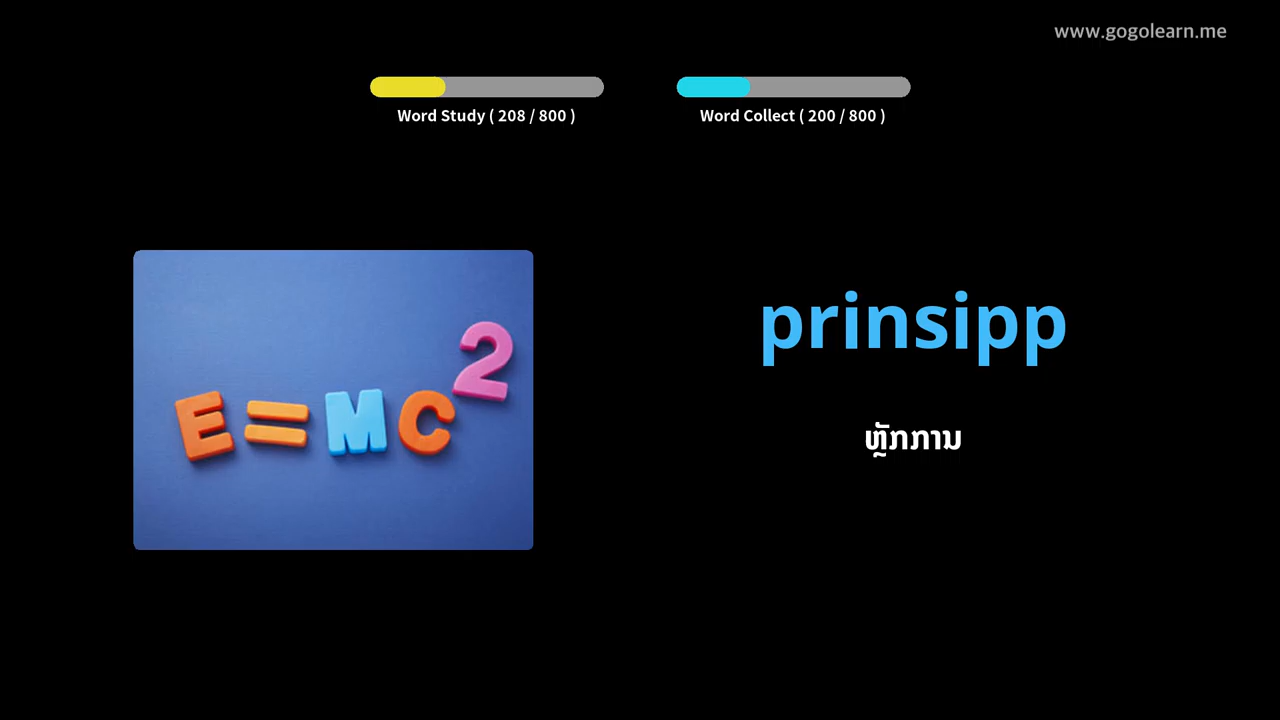 www.gogolearn.me
Word Study ( 208 / 800 )
Word Collect ( 200 / 800 )
E=MC2
prinsipp
ຫຼັກການ